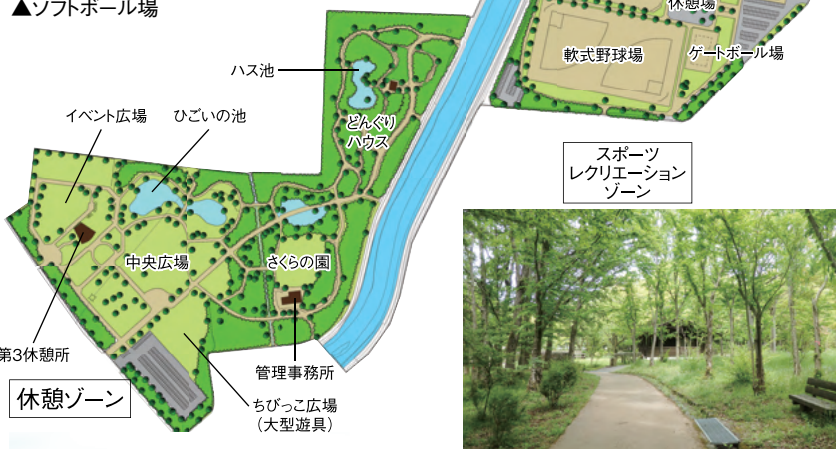 ▲ソフトボール場
休憩場
軟式野球場
ゲートボール場
ハス池
どんぐり
ハウス
イベント広場
ひごいの池
スポーツ
レクリエーション
ゾーン
中央広場
さくらの園
第3休憩所
管理事務所
休憩ゾーン
ちびっこ広場
(大型遊具)